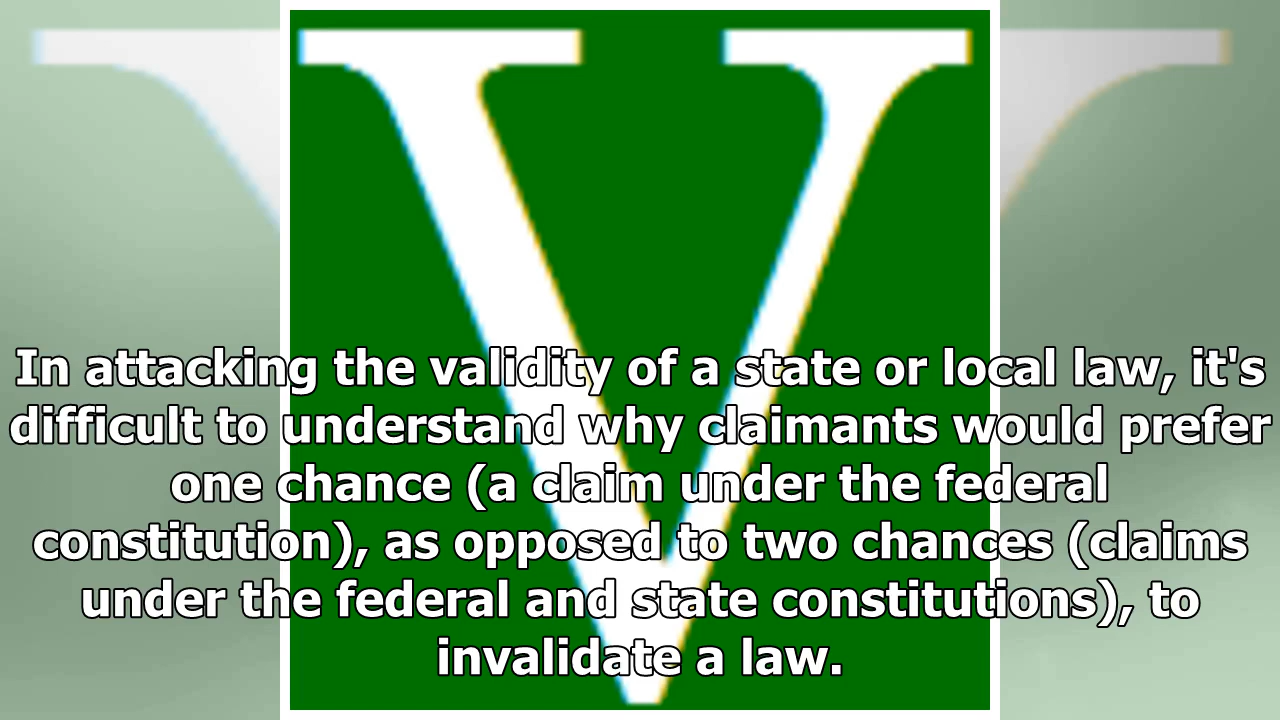 V
In attacking the validity of a state or local law, it's
difficult to understand why claimants would prefer
one chance (a claim under the federal
constitution), as opposed to two chances (claims
under the federal and state constitutions), to
invalidate a law.